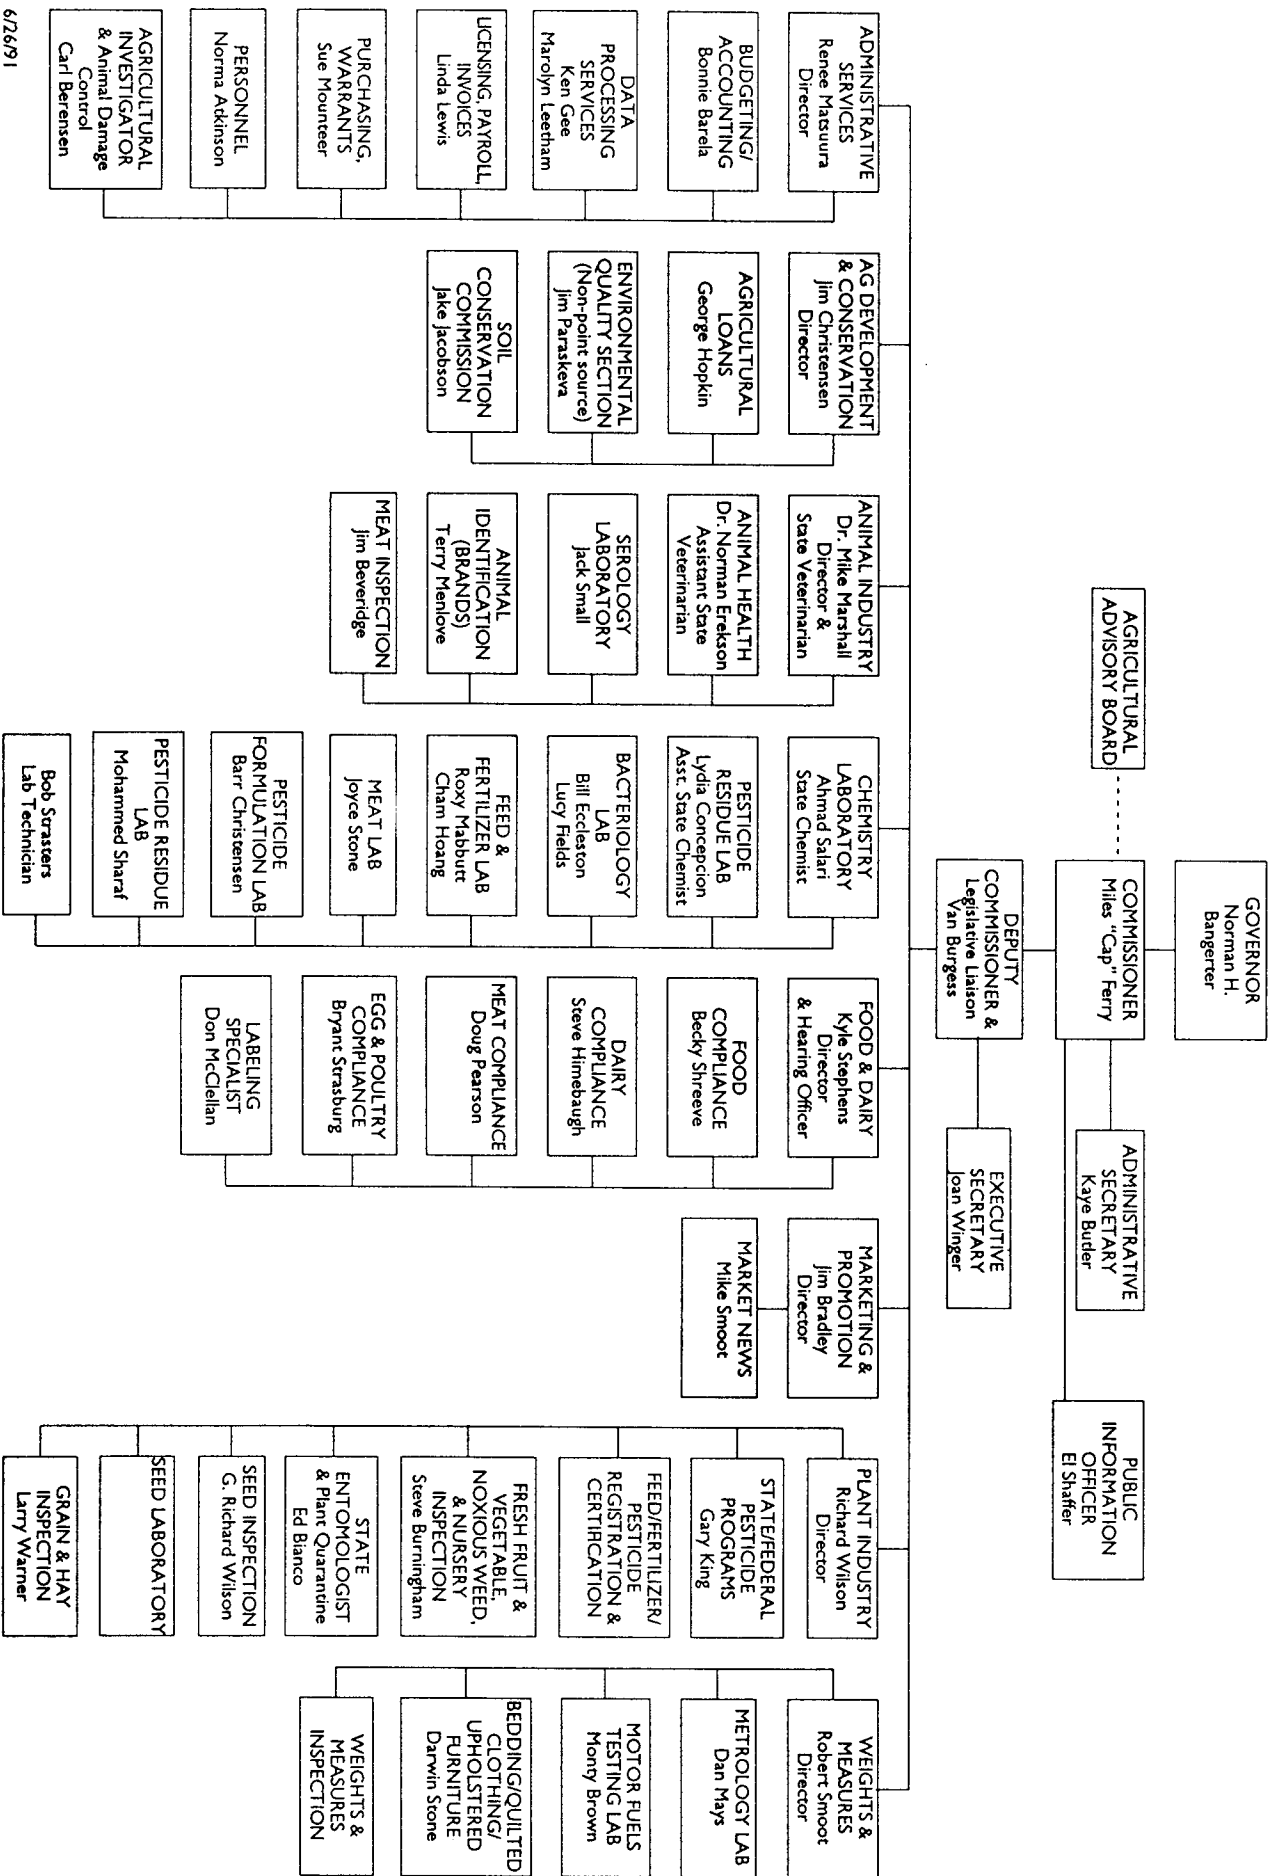 GOVERNOR
Norman H.
Bangerter
AGRICULTURAL
ADVISORY BOARD
COMMISSIONER
Miles "Cap" Ferry
ADMINISTRATIVE
SECRETARY
Kaye Butler
PUBLIC
INFORMATION
OFFICER
El Shaffer
DEPUTY
COMMISSIONER &
Legislative Liaison
Van Burgess
EXECUTIVE
SECRETARY
Joan Winger
ADMINISTRATIVE
SERVICES
Renee Matsuura
Director
BUDGETING/
ACCOUNTING
Bonnie Barela
DATA
PROCESSING
SERVICES
Ken Gee
Marolyn Leetham
LICENSING, PAYROLL,
INVOICES
Linda Lewis
PURCHASING,
WARRANTS
Sue Mounteer
PERSONNEL
Norma Atkinson
AGRICULTURAL
INVESTIGATOR
& Animal Damage
Control
Carl Berensen
AG DEVELOPMENT
& CONSERVATION
Jim Christensen
Director
AGRICULTURAL
LOANS
George Hopkin
ENVIRONMENTAL
QUALITY SECTION
(Non-point source)
Jim Paraskeva
SOIL
CONSERVATION
COMMISSION
Jake Jacobson
ANIMAL INDUSTRY
Dr. Mike Marshall
Director &
State Veterinarian
ANIMAL HEALTH
Dr. Norman Erekson
Assistant State
Veterinarian
SEROLOGY
LABORATORY
Jack Small
ANIMAL
IDENTIFICATION
(BRANDS)
Terry Menlove
MEAT INSPECTION
Jim Beveridge
CHEMISTRY
LABORATORY
Ahmad Salari
State Chemist
PESTICIDE
RESIDUE LAB
Lydia Concepcion
Asst. State Chemist
BACTERIOLOGY
LAB
Bill Eccleston
Lucy Fields
FEED &
FERTILIZER LAB
Roxy Mabbutt
Cham Hoang
MEAT LAB
Joyce Stone
PESTICIDE
FORMULATION LAB
Barr Christensen
PESTICIDE RESIDUE
LAB
Mohammed Sharaf
Bob Strasters
Lab Technician
FOOD & DAIRY
Kyle Stephens
Director
& Hearing Officer
FOOD
COMPLIANCE
Becky Shreeve
DAIRY
COMPLIANCE
Steve Himebaugh
MEAT COMPLIANCE
Doug Pearson
EGG & POULTRY
COMPLIANCE
Bryant Strasburg
LABELING
SPECIALIST
Don McClellan
MARKETING &
PROMOTION
Jim Bradley
Director
MARKET NEWS
Mike Smoot
PLANT INDUSTRY
Richard Wilson
Director
STATE/FEDERAL
PESTICIDE
PROGRAMS
Gary King
FEED/FERTILIZER/
PESTICIDE
REGISTRATION &
CERTIFICATION
FRESH FRUIT &
VEGETABLE,
NOXIOUS WEED,
& NURSERY
INSPECTION
Steve Burningham
STATE
ENTOMOLOGIST
& Plant Quarantine
Ed Bianco
SEED INSPECTION
G. Richard Wilson
SEED LABORATORY
GRAIN & HAY
INSPECTION
Larry Warner
WEIGHTS &
MEASURES
Robert Smoot
Director
METROLOGY LAB
Dan Mays
MOTOR FUELS
TESTING LAB
Monty Brown
BEDDING/QUILTED
CLOTHING/
UPHOLSTERED
FURNITURE
Darwin Stone
WEIGHTS &
MEASURES
INSPECTION
6/26/91